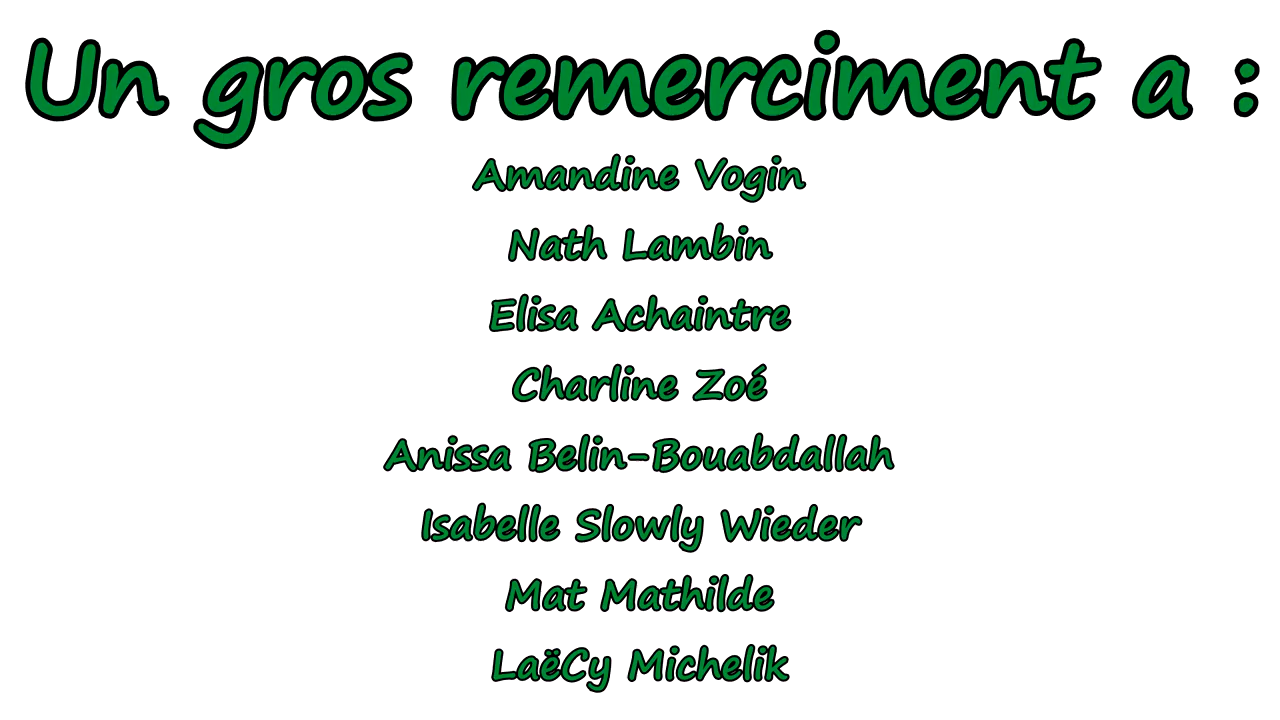 Un gros remerciment a :
Amandine Vogin
Nath Lambin
Elisa Achaintre
Charline Zoé
Anissa Belin-Bouabdallah
Isabelle Slowly Wieder
Mat Mathilde
LaëCy Michelik